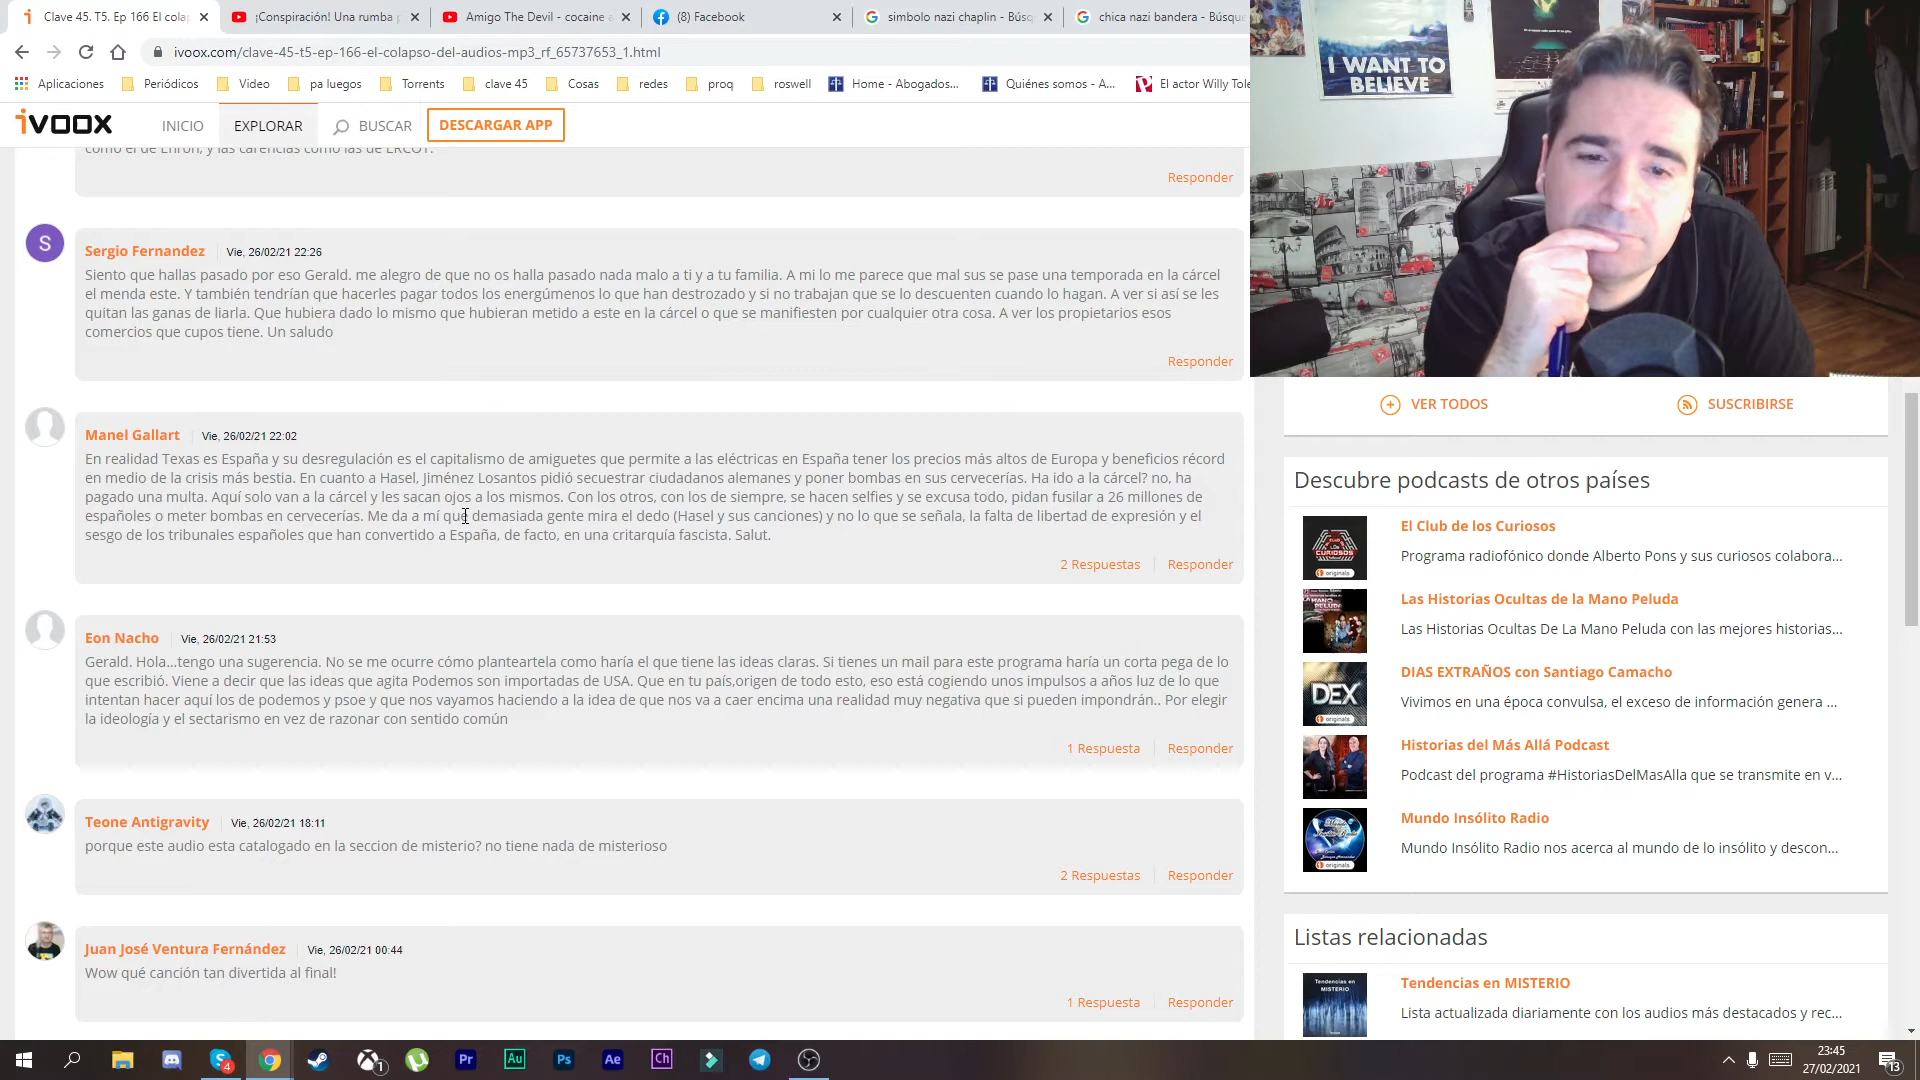 Clave 45. T5. Ep 166 El cola
¡Conspiración! Una rumba
Amigo The Devil - cocaine
(8) Facebook
simbolo nazi chaplin - Búsq
chica nazi bandera - Búsque
ivoox.com/clave-45-t5-ep-166-el-colapso-del-audios-mp3_rf_65737653_1.html
Aplicaciones
Periódicos
Video
pa luegos
Torrents
clave 45
Cosas
redes
proq
roswell
Home - Abogados...
Quiénes somos - A...
El actor Willy Tole
I WANT TO
BELIEVE
ivoox
INICIO
EXPLORAR
BUSCAR
DESCARGAR APP
como el de Enron, y las carencias como las de ERCOT.
Responder
S
Sergio Fernandez
Vie, 26/02/21 22:26
Siento que hallas pasado por eso Gerald. me alegro de que no os halla pasado nada malo a ti y a tu familia. A mi lo me parece que mal sus se pase una temporada en la cárcel
el menda este. Y también tendrían que hacerles pagar todos los energúmenos lo que han destrozado y si no trabajan que se lo descuenten cuando lo hagan. A ver si así se les
quitan las ganas de liarla. Que hubiera dado lo mismo que hubieran metido a este en la cárcel o que se manifiesten por cualquier otra cosa. A ver los propietarios esos
comercios que cupos tiene. Un saludo
Responder
Manel Gallart
Vie, 26/02/21 22:02
En realidad Texas es España y su desregulación es el capitalismo de amiguetes que permite a las eléctricas en España tener los precios más altos de Europa y beneficios récord
en medio de la crisis más bestia. En cuanto a Hasel, Jiménez Losantos pidió secuestrar ciudadanos alemanes y poner bombas en sus cervecerías. Ha ido a la cárcel? no, ha
pagado una multa. Aquí solo van a la cárcel y les sacan ojos a los mismos. Con los otros, con los de siempre, se hacen selfies y se excusa todo, pidan fusilar a 26 millones de
españoles o meter bombas en cervecerías. Me da a mí que demasiada gente mira el dedo (Hasel y sus canciones) y no lo que se señala, la falta de libertad de expresión y el
sesgo de los tribunales españoles que han convertido a España, de facto, en una critarquía fascista. Salut.
2 Respuestas
Responder
Eon Nacho
Vie, 26/02/21 21:53
Gerald. Hola...tengo una sugerencia. No se me ocurre cómo planteartela como haría el que tiene las ideas claras. Si tienes un mail para este programa haría un corta pega de lo
que escribió. Viene a decir que las ideas que agita Podemos son importadas de USA. Que en tu país,origen de todo esto, eso está cogiendo unos impulsos a años luz de lo que
intentan hacer aquí los de podemos y psoe y que nos vayamos haciendo a la idea de que nos va a caer encima una realidad muy negativa que si pueden impondrán.. Por elegir
la ideología y el sectarismo en vez de razonar con sentido común
1 Respuesta
Responder
Teone Antigravity
Vie, 26/02/21 18:11
porque este audio esta catalogado en la seccion de misterio? no tiene nada de misterioso
2 Respuestas
Responder
Juan José Ventura Fernández
Vie, 26/02/21 00:44
Wow qué canción tan divertida al final!
1 Respuesta
Responder
VER TODOS
SUSCRIBIRSE
Descubre podcasts de otros países
El Club de los Curiosos
Programa radiofónico donde Alberto Pons y sus curiosos colabora...
Las Historias Ocultas de la Mano Peluda
Las Historias Ocultas De La Mano Peluda con las mejores historias...
DIAS EXTRAÑOS con Santiago Camacho
Vivimos en una época convulsa, el exceso de información genera ...
Historias del Más Allá Podcast
Podcast del programa #HistoriasDelMasAlla que se transmite en v...
Mundo Insólito Radio
Mundo Insólito Radio nos acerca al mundo de lo insólito y descon...
Listas relacionadas
Tendencias en
MISTERIO
Tendencias en MISTERIO
Lista actualizada diariamente con los audios más destacados y rec...
23:45
27/02/2021